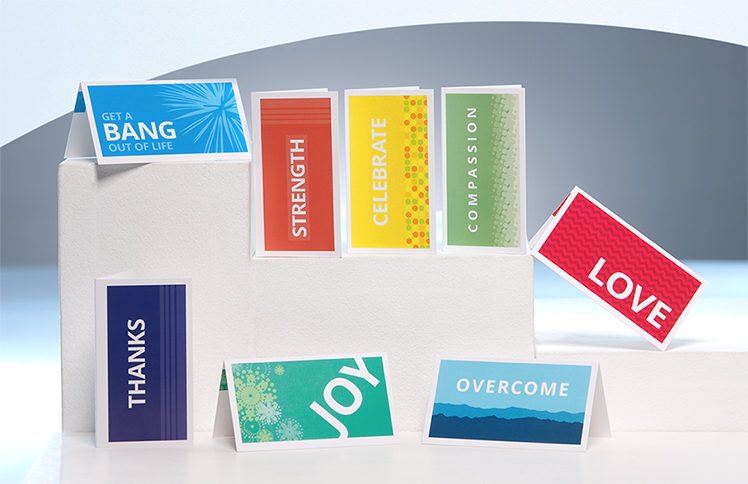 GET A
BANG
OUT OF LIFE
STRENGTH
CELEBRATE
COMPASSION
LOVE
THANKS
JOY
OVERCOME